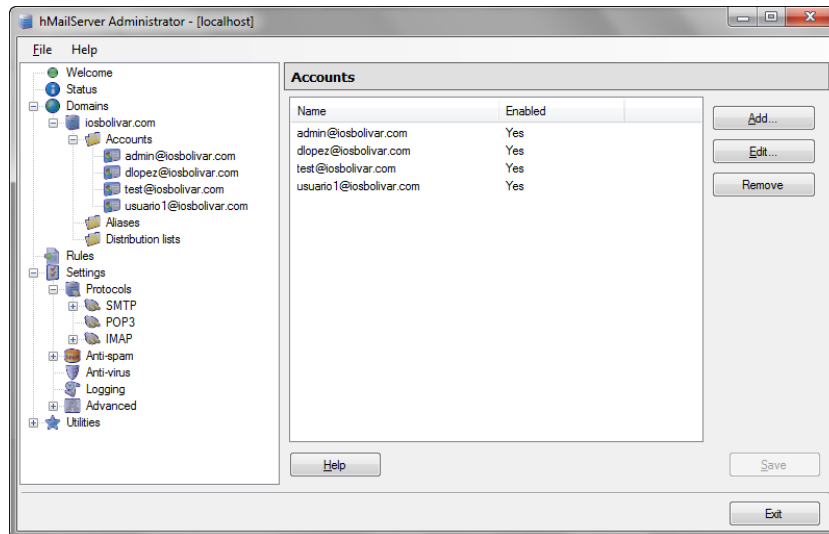 hMailServer Administrator - [localhost]
File Help
Welcome
Status
Domains
iosbolivar.com
Accounts
admin@iosbolivar.com
dlopez@iosbolivar.com
test@iosbolivar.com
usuario1@iosbolivar.com
Aliases
Distribution lists
Rules
Settings
Protocols
SMTP
POP3
IMAP
Anti-spam
Anti-virus
Logging
Advanced
Utilities
Accounts
Name Enabled
admin@iosbolivar.com Yes
dlopez@iosbolivar.com Yes
test@iosbolivar.com Yes
usuario1@iosbolivar.com Yes
Add...
Edit...
Remove
Help
Save
Exit